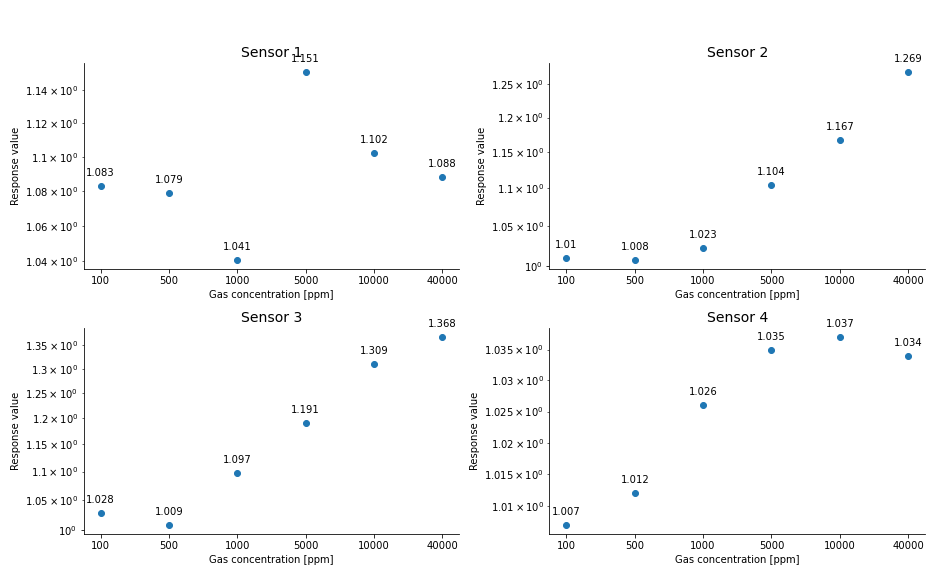 Sensor 1
1.151
1.14 × 10⁰
1.12 × 10⁰
1.1 × 10⁰
1.08 × 10⁰
1.06 × 10⁰
1.04 × 10⁰
Response value
1.083
1.079
1.041
1.102
1.088
100 500 1000 5000 10000 40000
Gas concentration [ppm]
Sensor 2
1.269
1.25 × 10⁰
1.2 × 10⁰
1.15 × 10⁰
1.1 × 10⁰
1.05 × 10⁰
10⁰
Response value
1.01
1.008
1.023
1.104
1.167
100 500 1000 5000 10000 40000
Gas concentration [ppm]
Sensor 3
1.368
1.35 × 10⁰
1.3 × 10⁰
1.25 × 10⁰
1.2 × 10⁰
1.15 × 10⁰
1.1 × 10⁰
1.05 × 10⁰
10⁰
Response value
1.028
1.009
1.097
1.191
1.309
100 500 1000 5000 10000 40000
Gas concentration [ppm]
Sensor 4
1.037
1.035 × 10⁰
1.03 × 10⁰
1.025 × 10⁰
1.02 × 10⁰
1.015 × 10⁰
1.01 × 10⁰
Response value
1.007
1.012
1.026
1.035
1.034
100 500 1000 5000 10000 40000
Gas concentration [ppm]